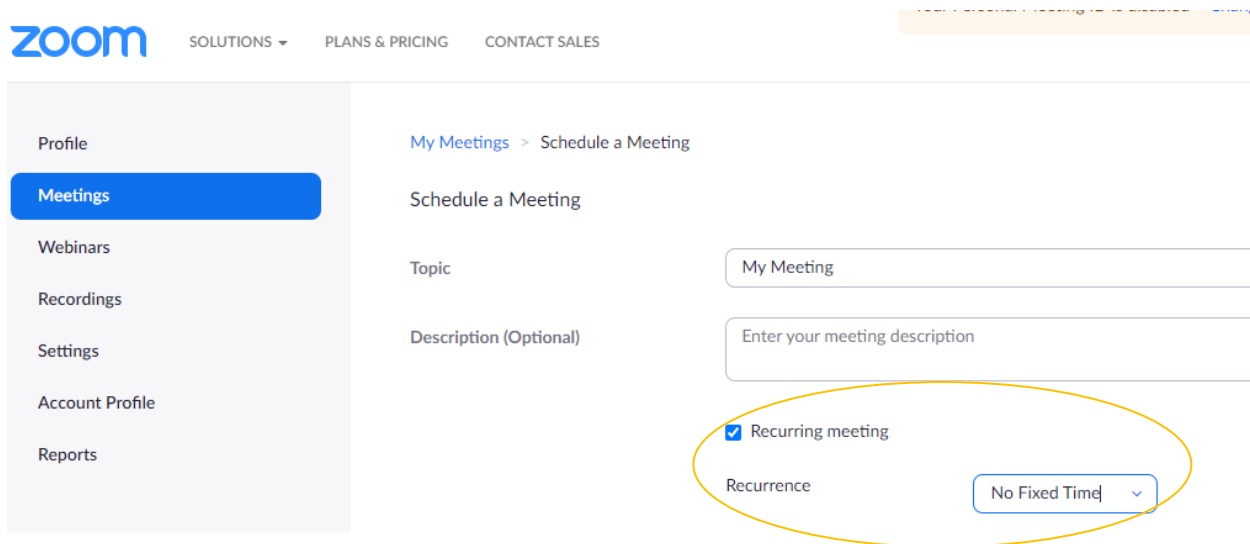 zoom SOLUTIONS PLANS & PRICING CONTACT SALES
Profile
Meetings
Webinars
Recordings
Settings
Account Profile
Reports
My Meetings > Schedule a Meeting
Schedule a Meeting
Topic My Meeting
Description (Optional) Enter your meeting description
Recurring meeting
Recurrence No Fixed Time